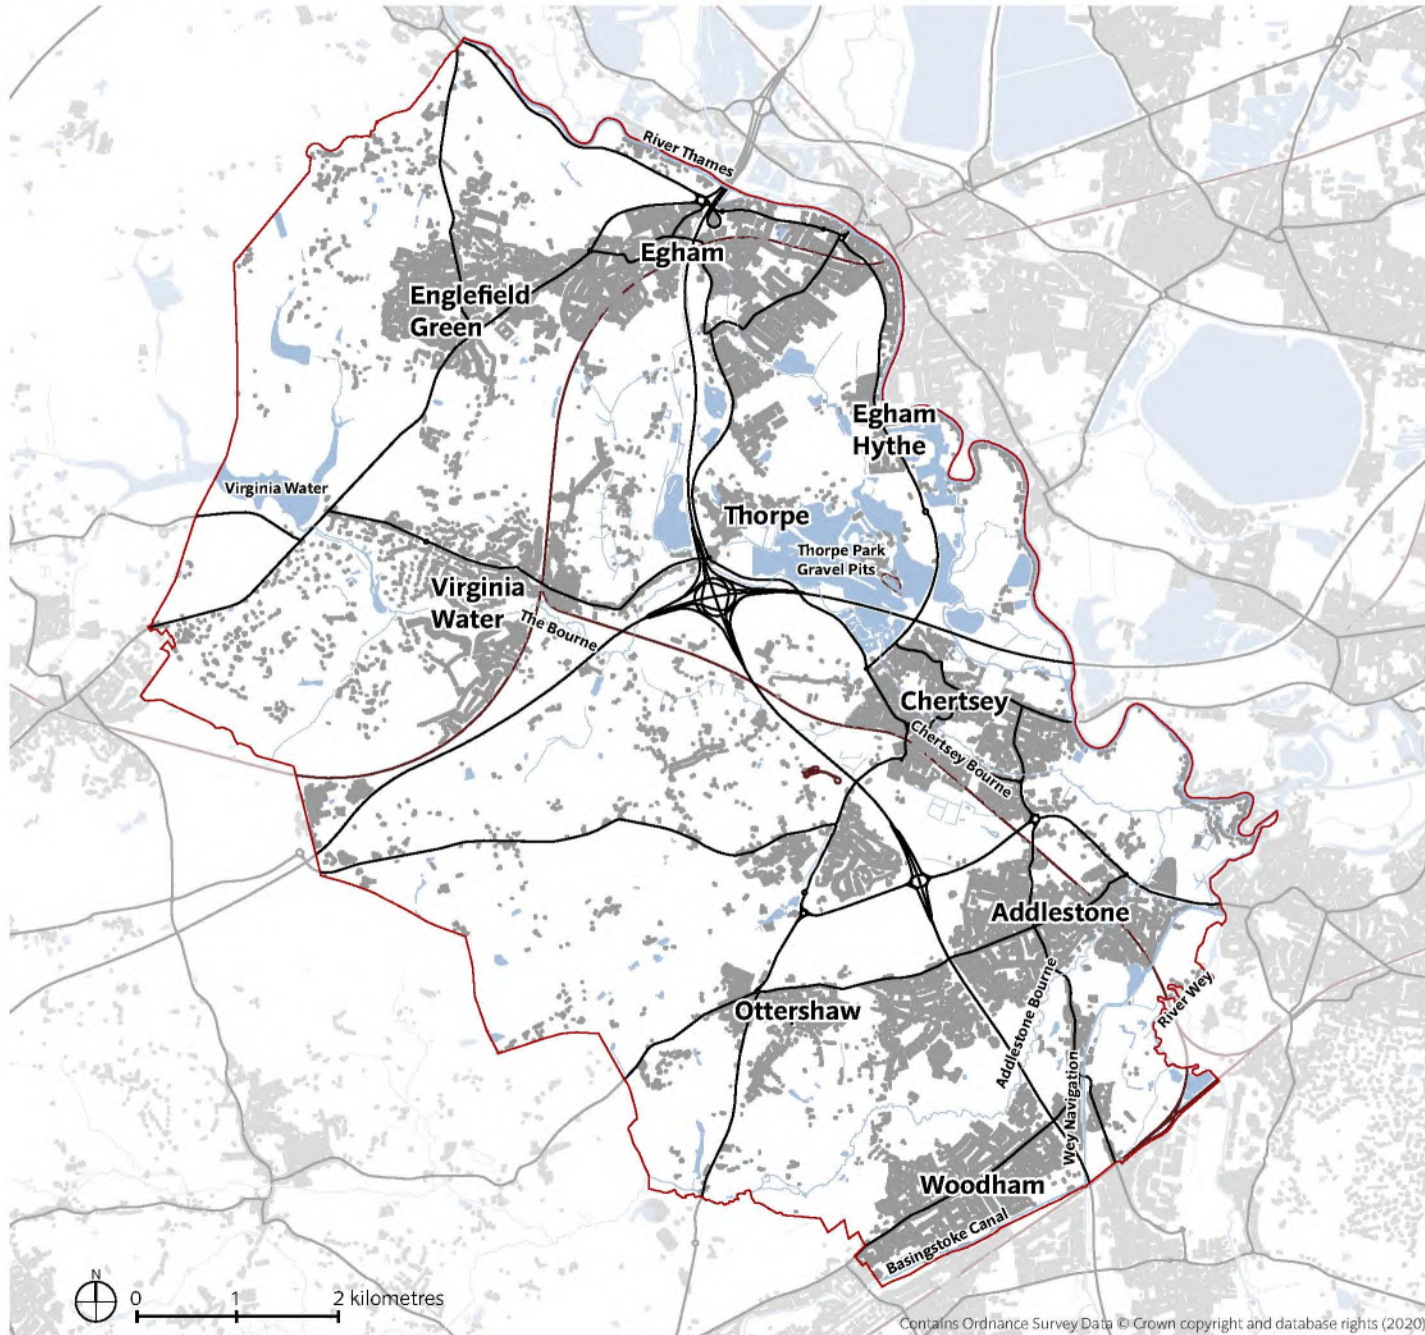 River Thames
Egham
Englefield
Green
Egham
Hythe
Virginia Water
Thorpe
Thorpe Park
Gravel Pits
Virginia
Water
The Bourne
Chertsey
Chertsey Bourne
Addlestone
Ottershaw
Addlestone Bourne
River Wey
Wey Navigation
Woodham
Basingstoke Canal
N
0 1 2 kilometres
Contains Ordnance Survey Data © Crown copyright and database rights (2020